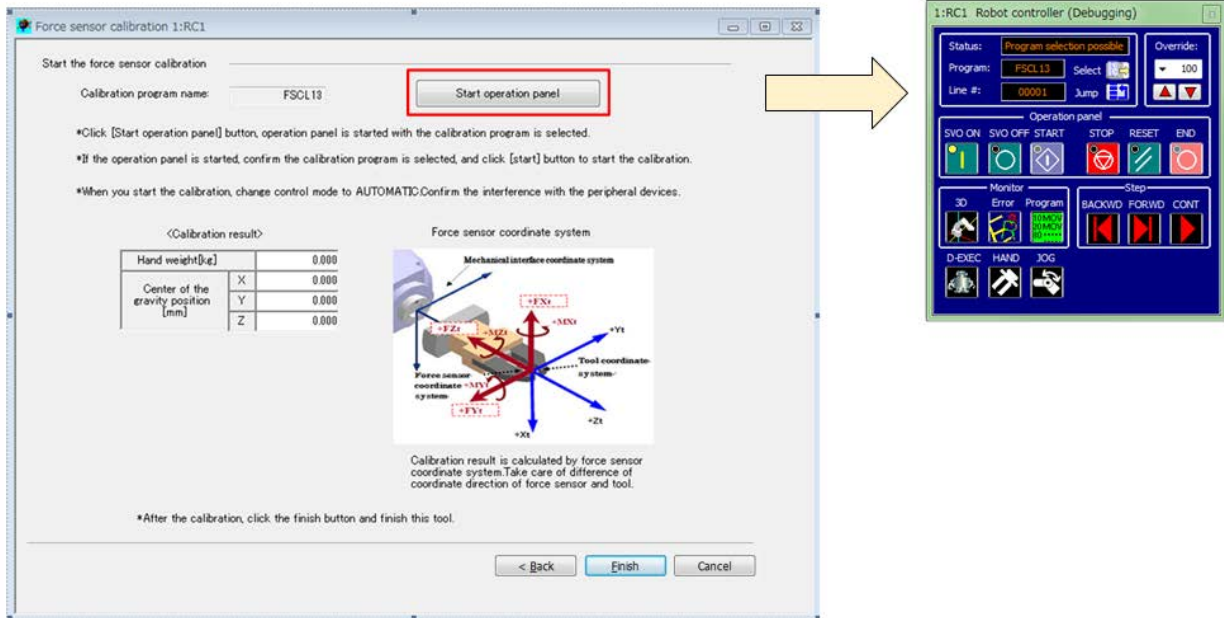 Force sensor calibration 1:RC1
Start the force sensor calibration
Calibration program name:
FSCL13
Start operation panel
*Click [Start operation panel] button, operation panel is started with the calibration program is selected.
*If the operation panel is started, confirm the calibration program is selected, and click [start] button to start the calibration.
*When you start the calibration, change control mode to AUTOMATIC.Confirm the interference with the peripheral devices.
<Calibration result>
Hand weight[kg] 0.000
Center of the gravity position [mm]
X 0.000
Y 0.000
Z 0.000
Force sensor coordinate system
Mechanical interface coordinate system
+FXt
+MXt
+FZt
+MZt
+Yt
Tool coordinate
system
Force sensor
coordinate
system
+MYt
+FYt
+Zt
+Xt
Calibration result is calculated by force sensor
coordinate system.Take care of difference of
coordinate direction of force sensor and tool.
*After the calibration, click the finish button and finish this tool.
< Back
Finish
Cancel
1:RC1 Robot controller (Debugging)
Status: Program selection possible
Override:
Program: FSCL13 Select
100
Line #: 00001 Jump
Operation panel
SVO ON SVO OFF START STOP RESET END
Monitor
Step
3D Error Program
BACKWD FORWD CONT
10MOV
20MOV
D-EXEC HAND JOG